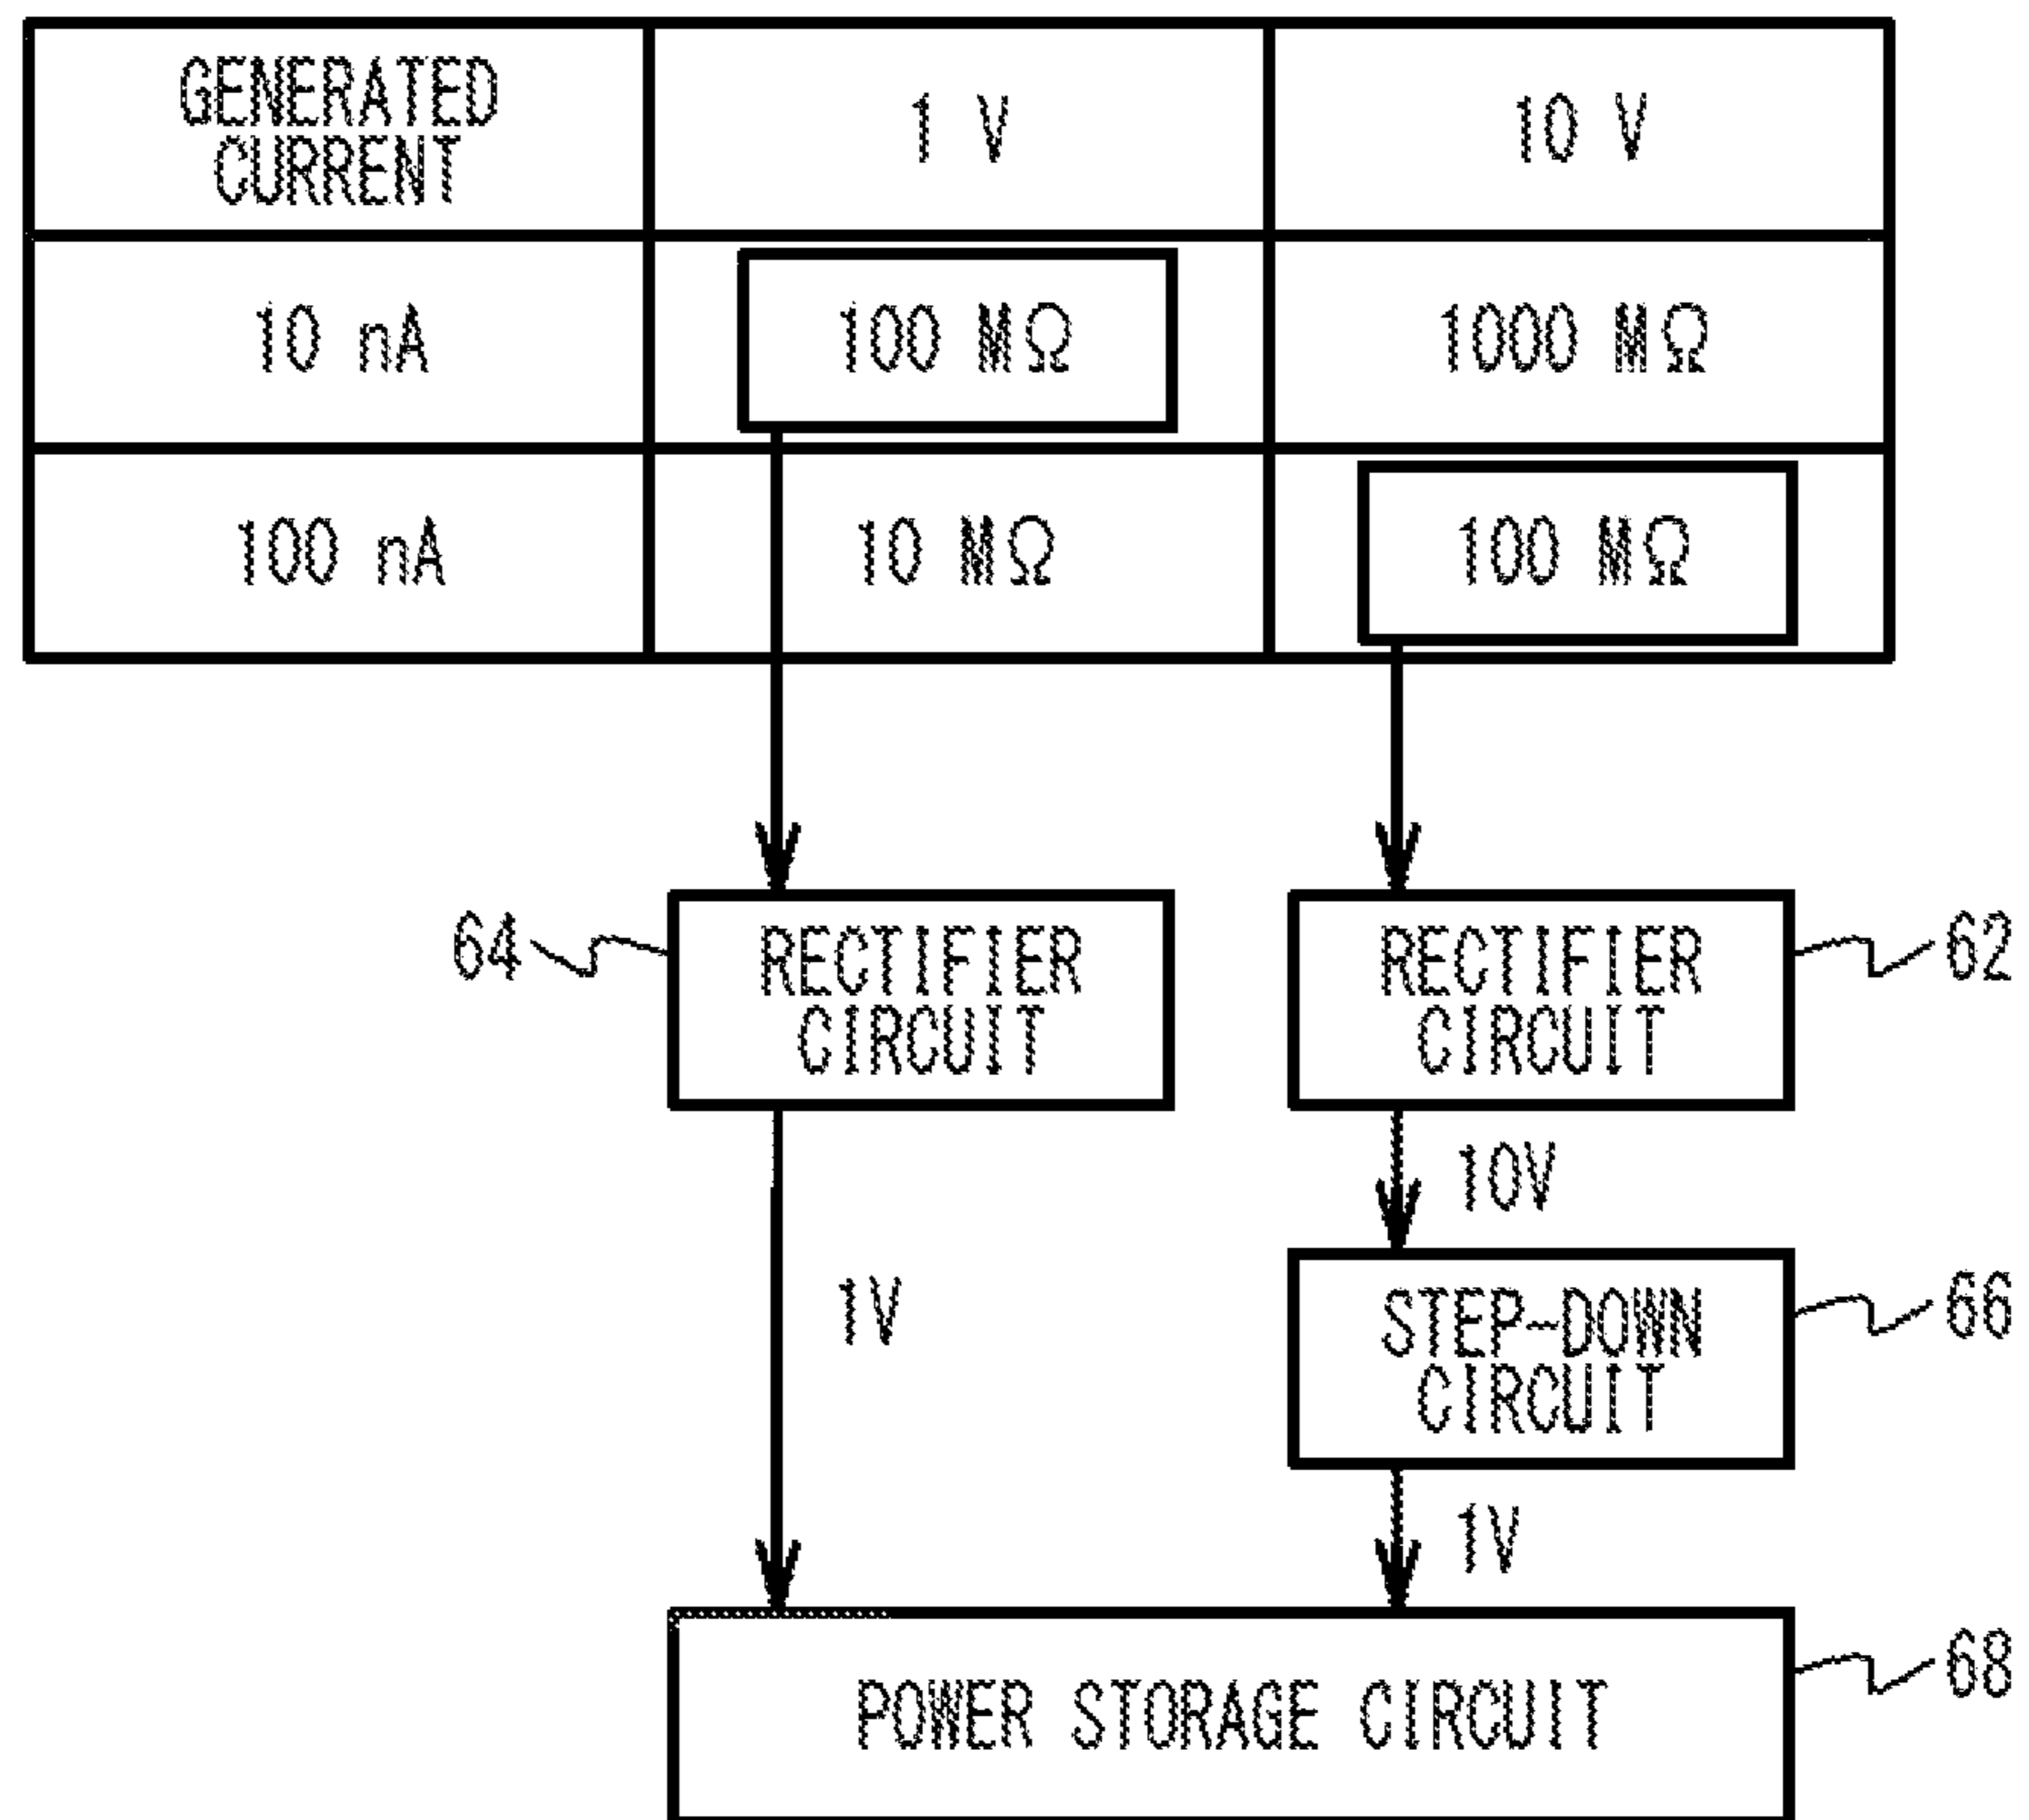 GENERATED
CURRENT
1 V
10 V
10 nA
100 MΩ
1000 MΩ
100 nA
10 MΩ
100 MΩ
64
RECTIFIER
CIRCUIT
RECTIFIER
CIRCUIT
62
10V
1V
STEP-DOWN
CIRCUIT
66
1V
POWER STORAGE CIRCUIT
68